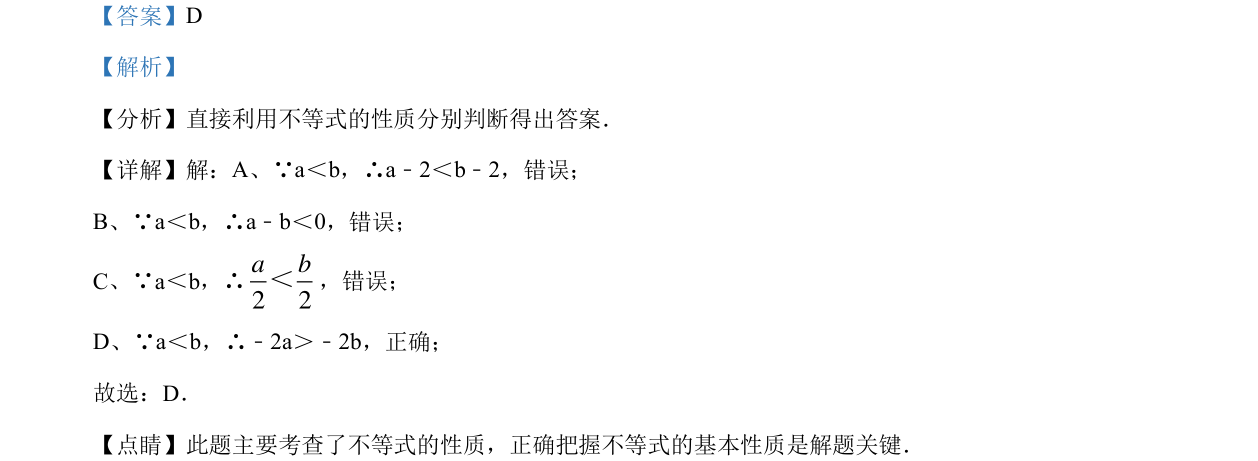 【答案】D
【解析】
【分析】直接利用不等式的性质分别判断得出答案．
【详解】解：A、∵a＜b，∴a﹣2＜b﹣2，错误；
B、∵a＜b，∴a﹣b＜0，错误；
C、∵a＜b，∴a/2＜b/2，错误；
D、∵a＜b，∴﹣2a＞﹣2b，正确；
故选：D．
【点睛】此题主要考查了不等式的性质，正确把握不等式的基本性质是解题关键．